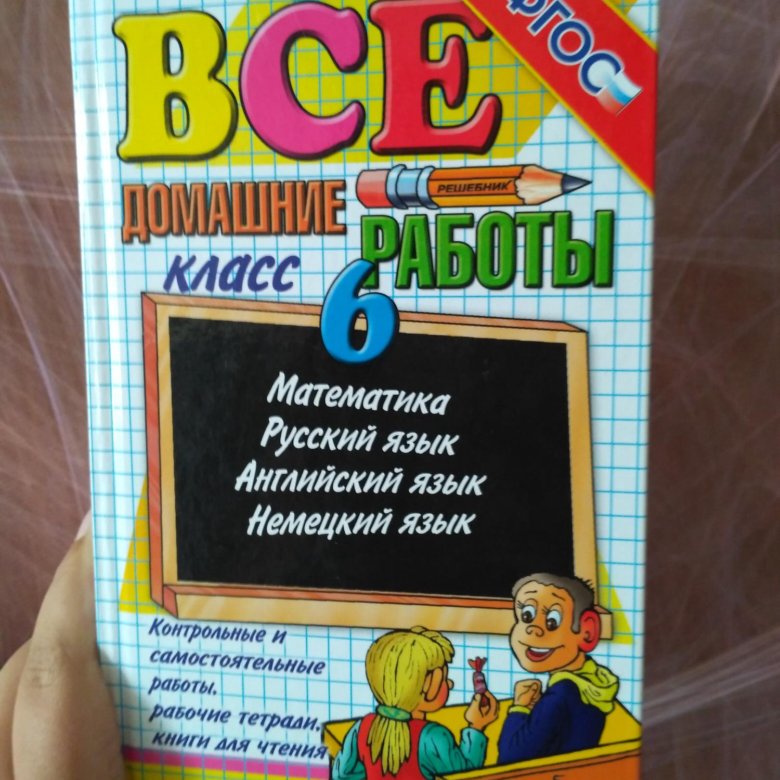 ФГОС
ВСЕ
ДОМАШНИЕ
РЕШЕБНИК
РАБОТЫ
КЛАСС
6
Математика
Русский язык
Английский язык
Немецкий язык
Контрольные и
самостоятельные
работы,
рабочие тетради,
книги для чтения